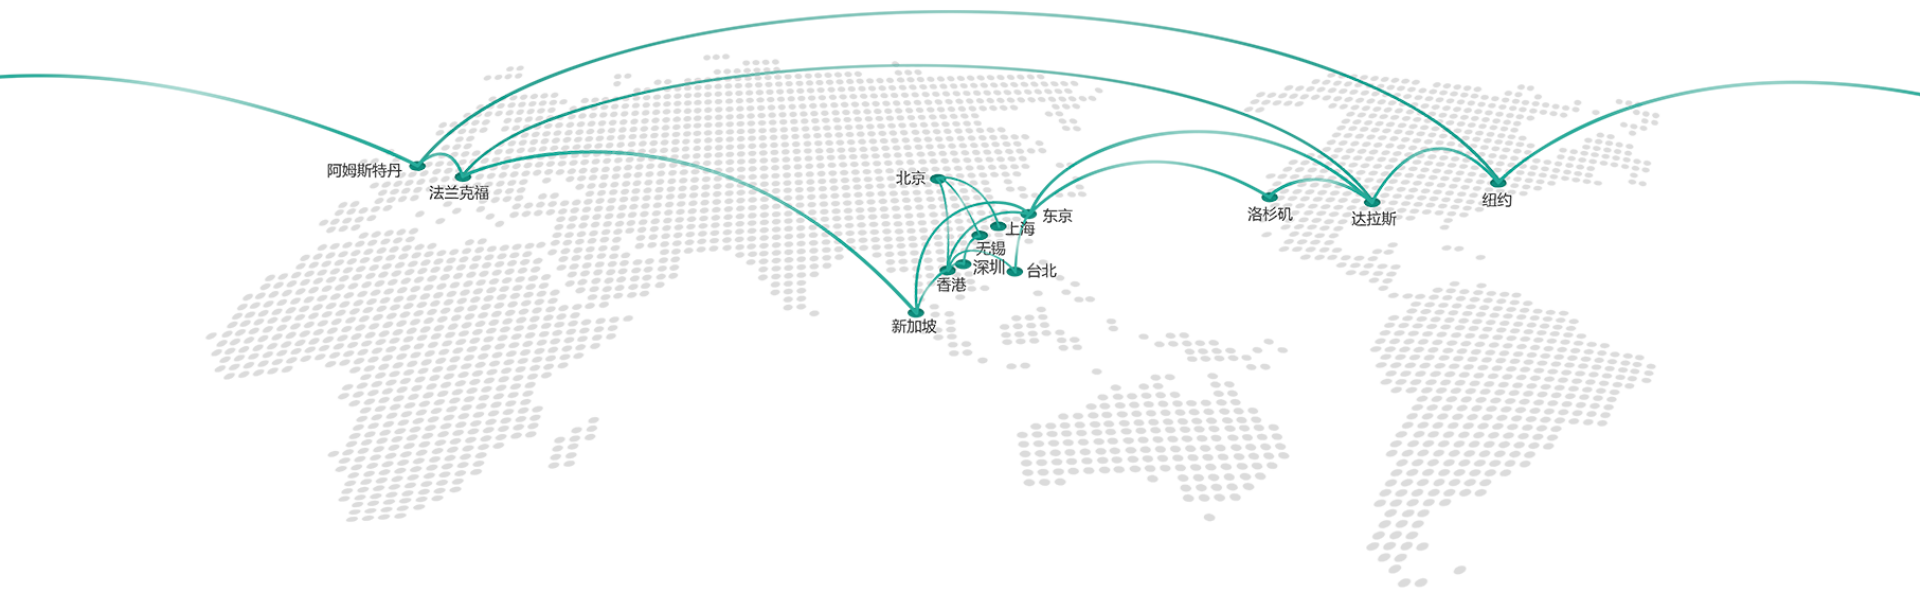 阿姆斯特丹
法兰克福
北京
东京
上海
无锡
深圳
香港
台北
新加坡
洛杉矶
达拉斯
纽约